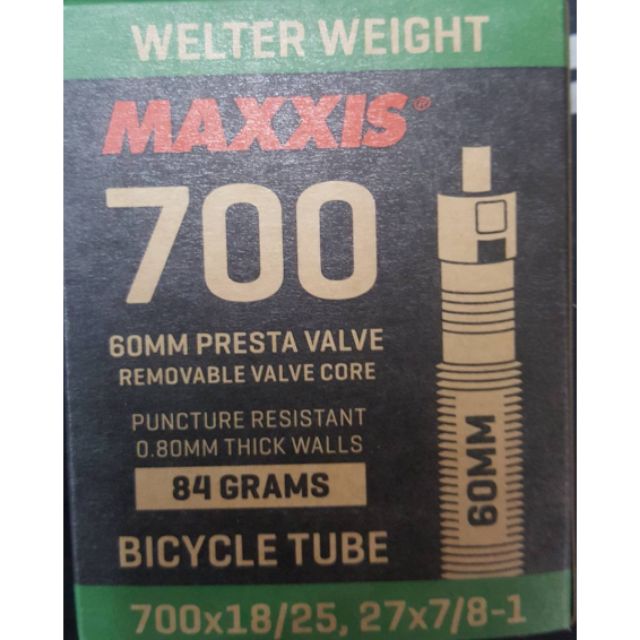 WELTER WEIGHT
MAXXIS®
700
60MM PRESTA VALVE
REMOVABLE VALVE CORE
PUNCTURE RESISTANT
0.80MM THICK WALLS
84 GRAMS
BICYCLE TUBE
60MM
700x18/25, 27x7/8-1